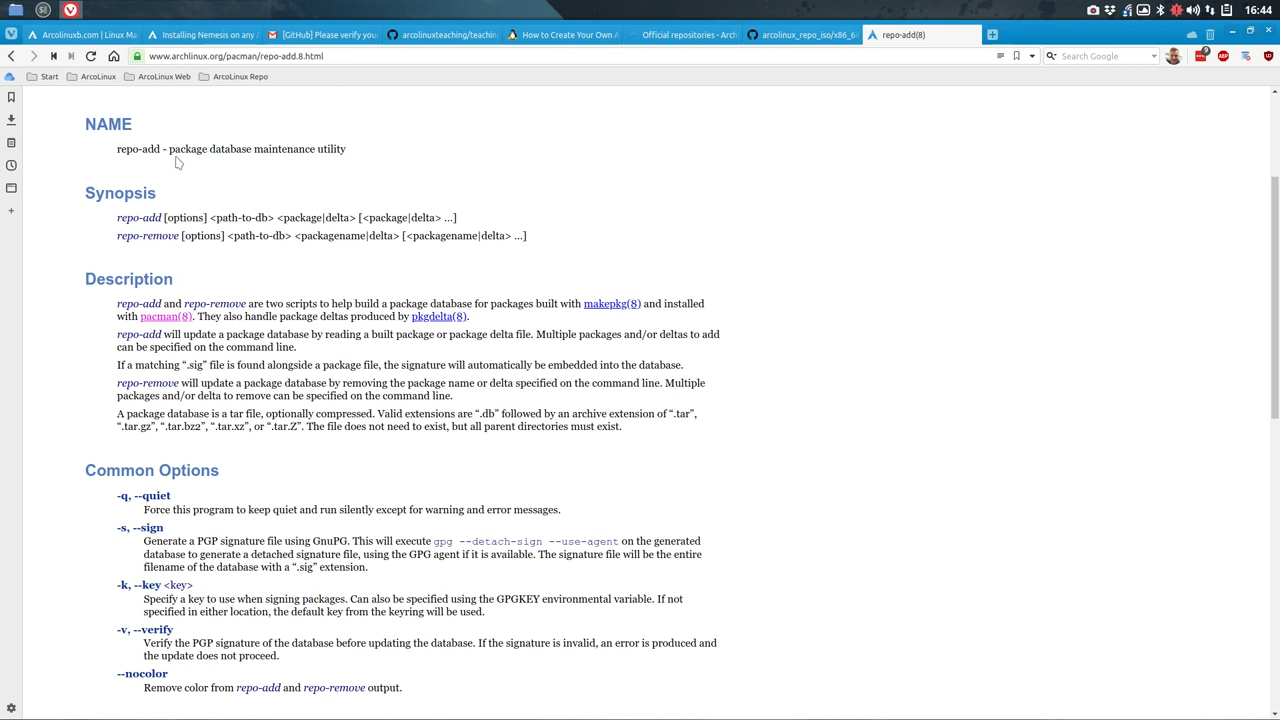 16:44
Arcolinuxb.com | Linux Ma
Installing Nemesis on any
[GitHub] Please verify you
arcolinuxteaching/teachin
How to Create Your Own A
Official repositories - Arch
arcolinux_repo_iso/x86_64
repo-add(8)
www.archlinux.org/pacman/repo-add.8.html
Search Google
Start
ArcoLinux
ArcoLinux Web
ArcoLinux Repo
NAME
repo-add - package database maintenance utility
Synopsis
repo-add [options] <path-to-db> <package|delta> [<package|delta> ...]
repo-remove [options] <path-to-db> <packagename|delta> [<packagename|delta> ...]
Description
repo-add and repo-remove are two scripts to help build a package database for packages built with makepkg(8) and installed
with pacman(8). They also handle package deltas produced by pkgdelta(8).
repo-add will update a package database by reading a built package or package delta file. Multiple packages and/or deltas to add
can be specified on the command line.
If a matching “.sig” file is found alongside a package file, the signature will automatically be embedded into the database.
repo-remove will update a package database by removing the package name or delta specified on the command line. Multiple
packages and/or delta to remove can be specified on the command line.
A package database is a tar file, optionally compressed. Valid extensions are “.db” followed by an archive extension of “.tar”,
“.tar.gz”, “.tar.bz2”, “.tar.xz”, or “.tar.Z”. The file does not need to exist, but all parent directories must exist.
Common Options
-q, --quiet
Force this program to keep quiet and run silently except for warning and error messages.
-s, --sign
Generate a PGP signature file using GnuPG. This will execute gpg --detach-sign --use-agent on the generated
database to generate a detached signature file, using the GPG agent if it is available. The signature file will be the entire
filename of the database with a “.sig” extension.
-k, --key <key>
Specify a key to use when signing packages. Can also be specified using the GPGKEY environmental variable. If not
specified in either location, the default key from the keyring will be used.
-v, --verify
Verify the PGP signature of the database before updating the database. If the signature is invalid, an error is produced and
the update does not proceed.
--nocolor
Remove color from repo-add and repo-remove output.